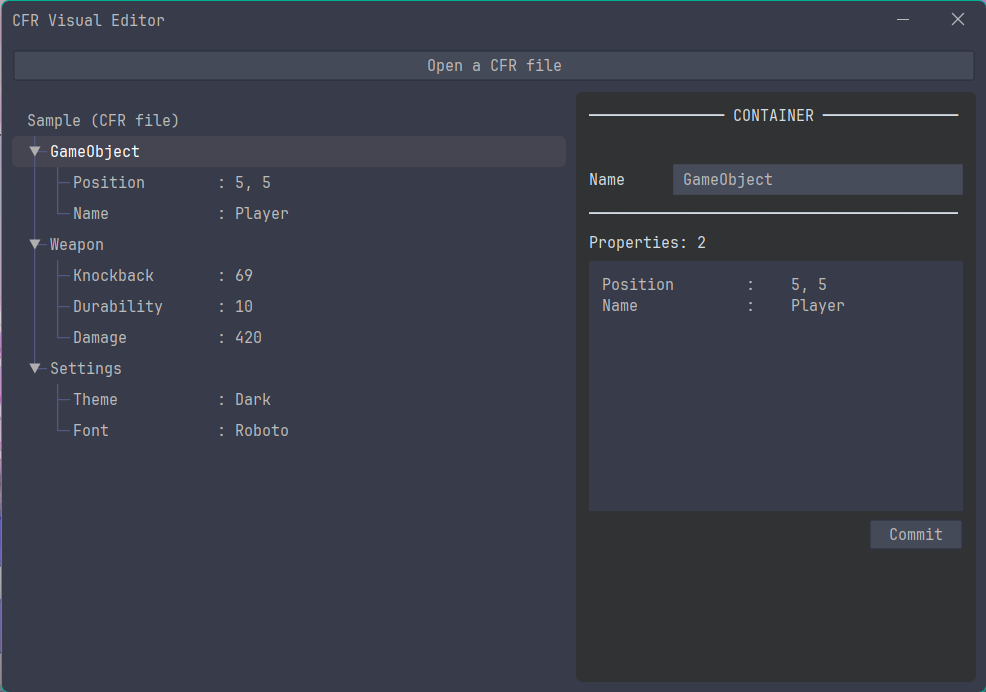 CFR Visual Editor
Open a CFR file
Sample (CFR file)
GameObject
Position : 5, 5
Name : Player
Weapon
Knockback : 69
Durability : 10
Damage : 420
Settings
Theme : Dark
Font : Roboto
CONTAINER
Name GameObject
Properties: 2
Position : 5, 5
Name : Player
Commit